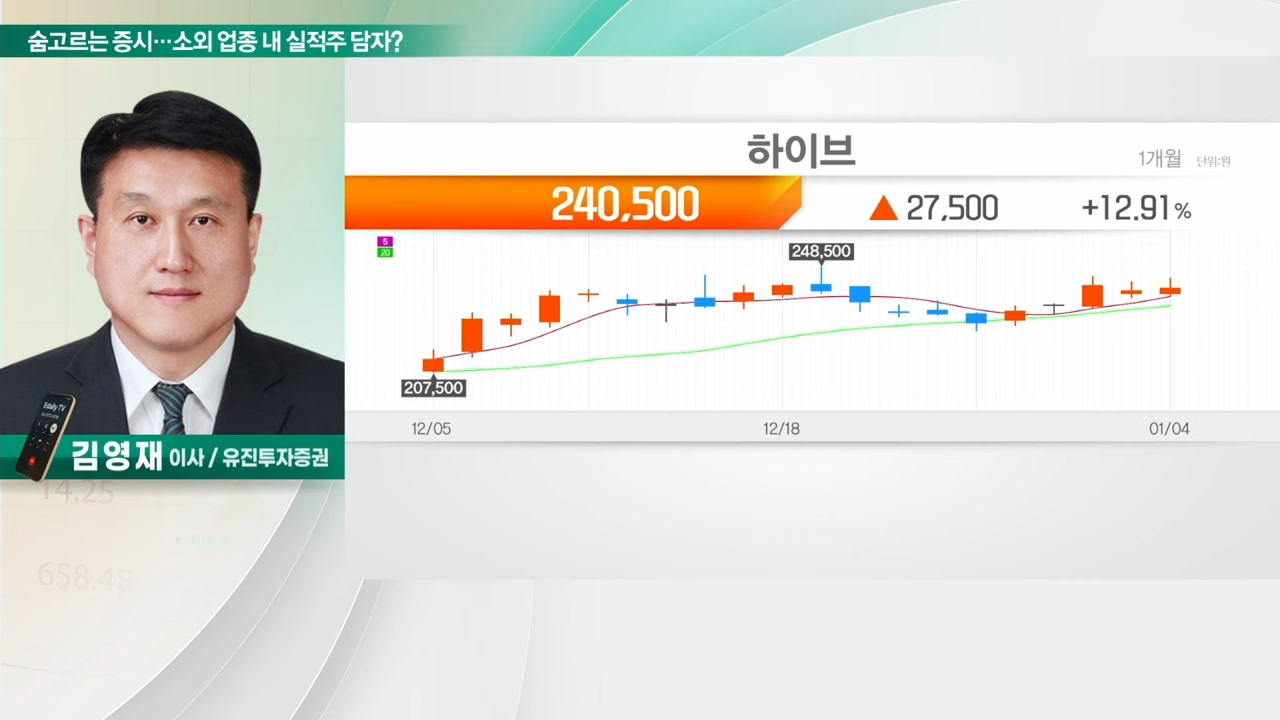 숨고르는 증시…소외 업종 내 실적주 담자?
하이브
1개월 단위:원
240,500 ▲ 27,500 +12.91%
5
20
248,500
207,500
12/05 12/18 01/04
Edaily TV
김영재 이사 / 유진투자증권
14.25
658.48